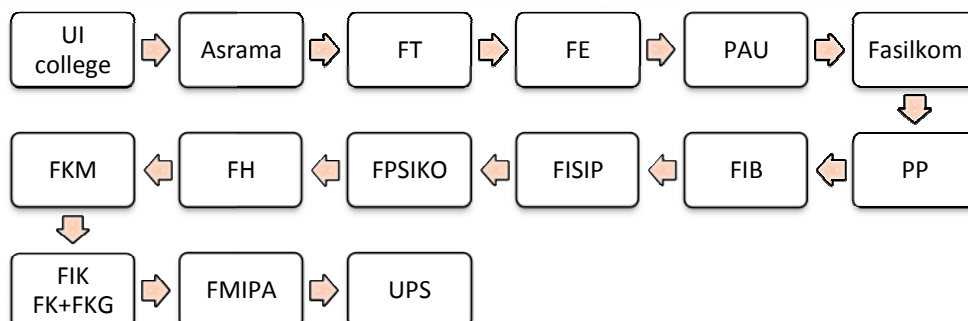 UI
college
Asrama
FT
FE
PAU
Fasilkom
PP
FIB
FISIP
FPSIKO
FH
FKM
FIK
FK+FKG
FMIPA
UPS